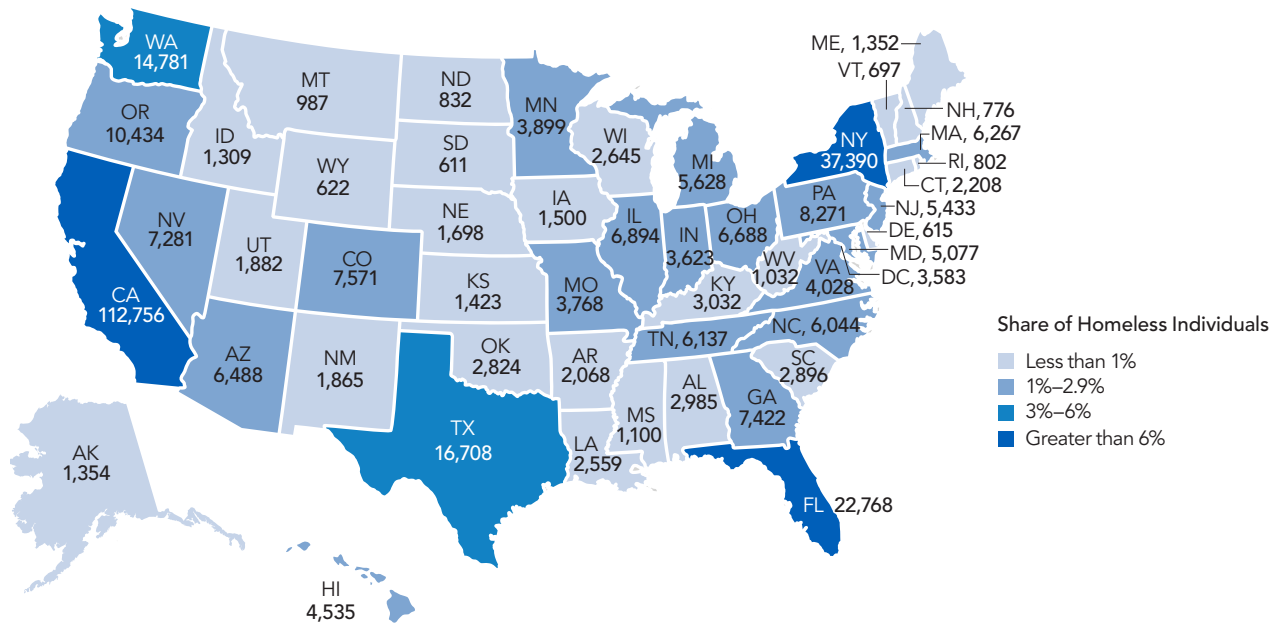 WA
14,781
OR
10,434
CA
112,756
NV
7,281
ID
1,309
MT
987
WY
622
UT
1,882
AZ
6,488
CO
7,571
NM
1,865
ND
832
SD
611
NE
1,698
KS
1,423
OK
2,824
TX
16,708
MN
3,899
IA
1,500
MO
3,768
AR
2,068
LA
2,559
WI
2,645
IL
6,894
MI
5,628
IN
3,623
OH
6,688
KY
3,032
TN, 6,137
MS
1,100
AL
2,985
GA
7,422
FL 22,768
SC
2,896
NC, 6,044
VA
4,028
WV
1,032
PA
8,271
NY
37,390
ME, 1,352
VT, 697
NH, 776
MA, 6,267
RI, 802
CT, 2,208
NJ, 5,433
DE, 615
MD, 5,077
DC, 3,583
AK
1,354
HI
4,535
Share of Homeless Individuals
Less than 1%
1%–2.9%
3%–6%
Greater than 6%